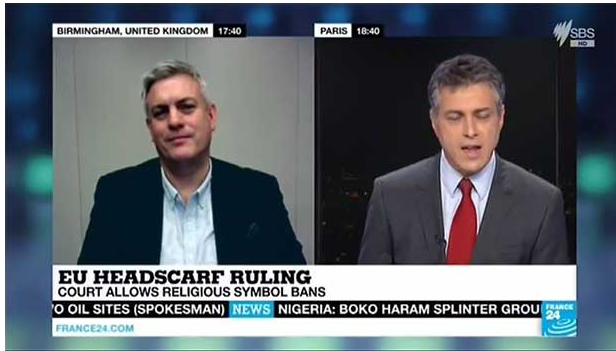 BIRMINGHAM, UNITED KINGDOM 17:40
PARIS 18:40
SBS
HD
EU HEADSCARF RULING
COURT ALLOWS RELIGIOUS SYMBOL BANS
O OIL SITES (SPOKESMAN) NEWS NIGERIA: BOKO HARAM SPLINTER GROU
FRANCE
24
FRANCE24.COM